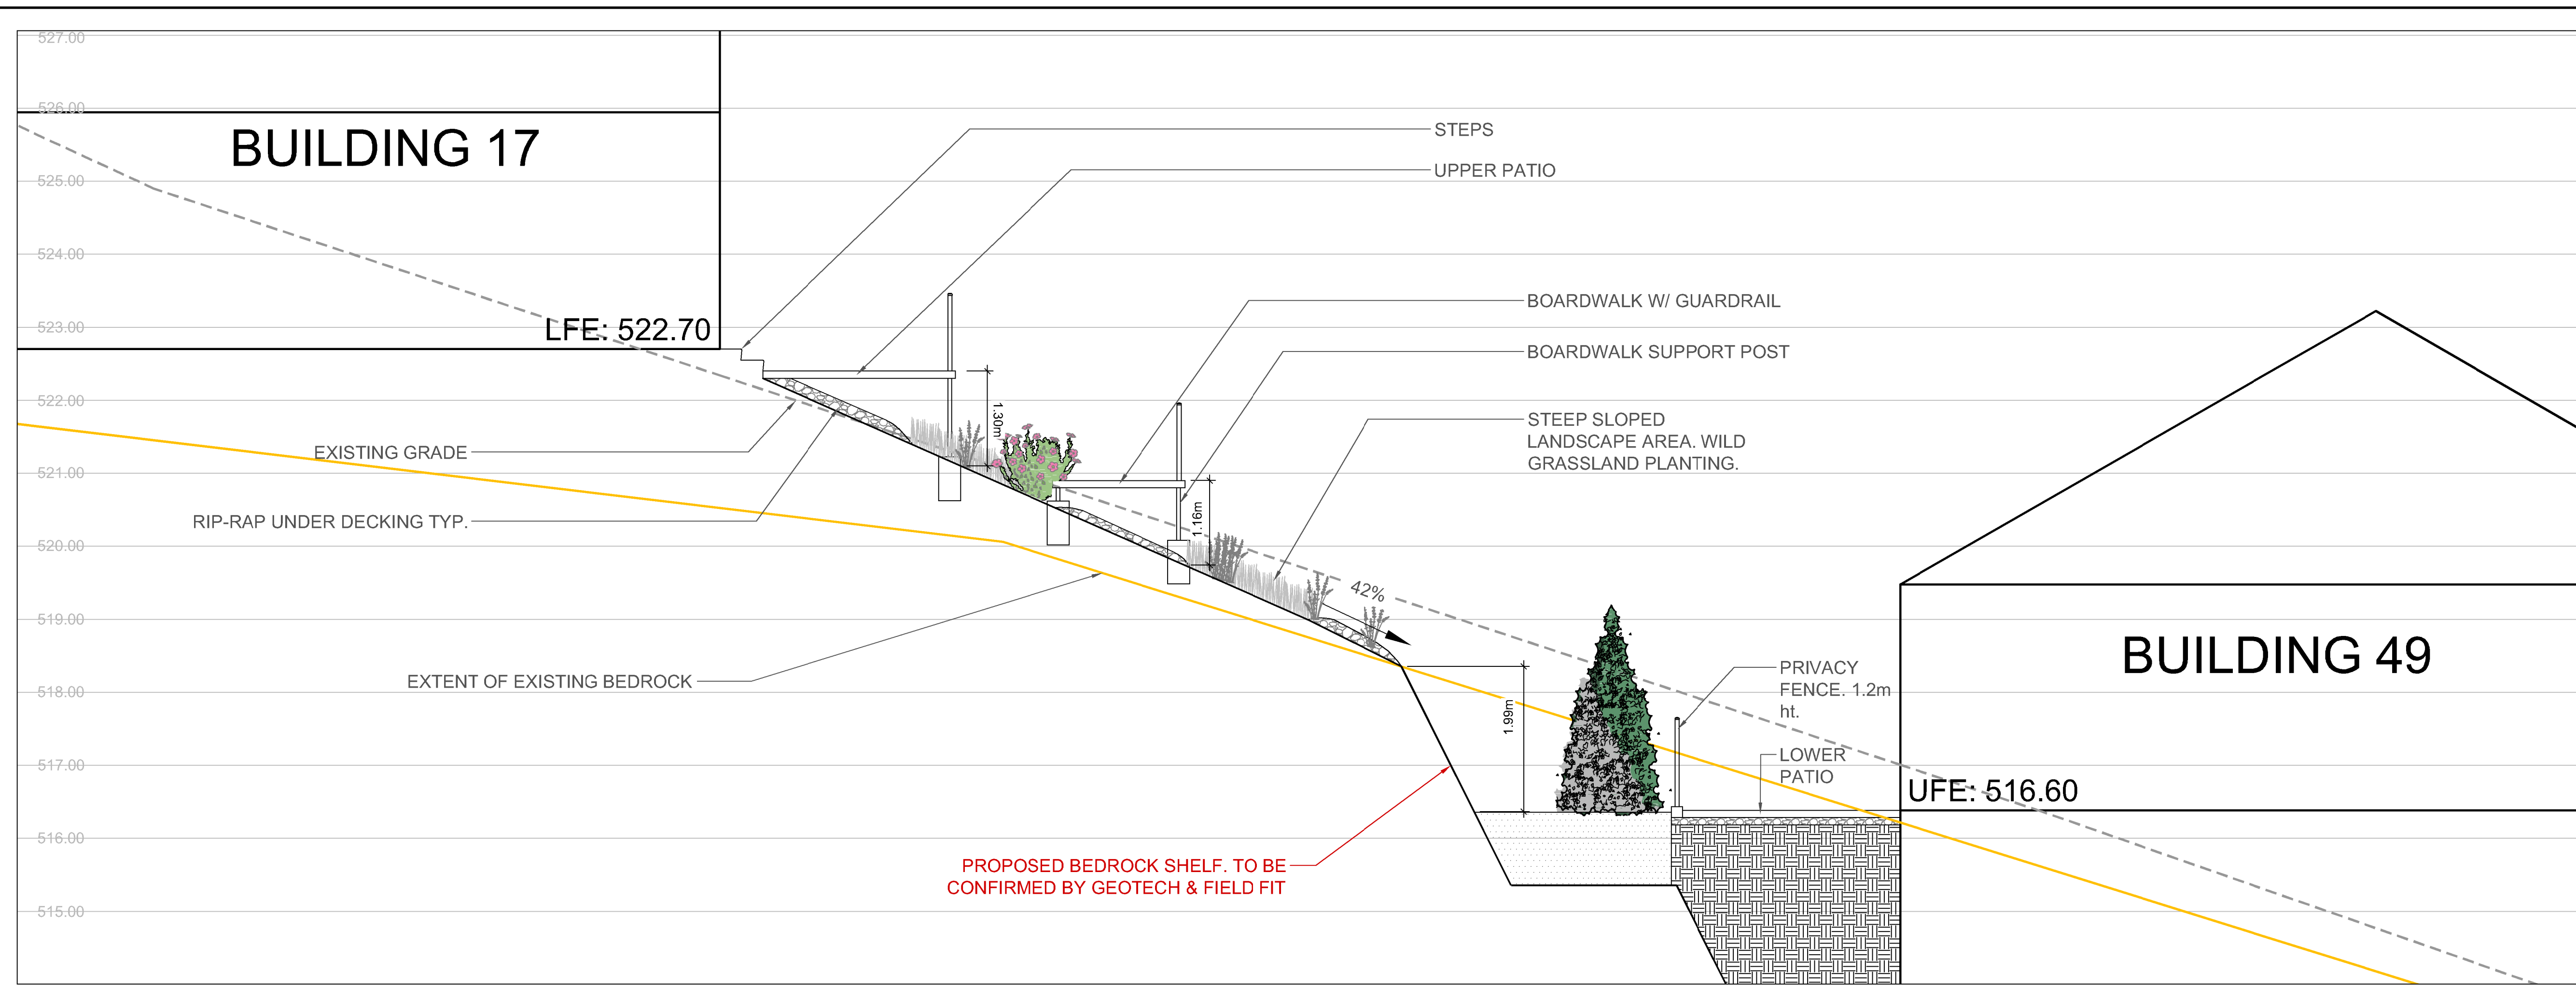 527.00
526.00
BUILDING 17
STEPS
UPPER PATIO
525.00
524.00
523.00
LFE: 522.70
BOARDWALK W/ GUARDRAIL
BOARDWALK SUPPORT POST
522.00
1.30m
STEEP SLOPED
LANDSCAPE AREA. WILD
GRASSLAND PLANTING.
EXISTING GRADE
521.00
RIP-RAP UNDER DECKING TYP.
1.16m
520.00
42%
519.00
BUILDING 49
EXTENT OF EXISTING BEDROCK
518.00
PRIVACY
FENCE. 1.2m
ht.
1.99m
517.00
LOWER
PATIO
UFE: 516.60
516.00
PROPOSED BEDROCK SHELF. TO BE
CONFIRMED BY GEOTECH & FIELD FIT
515.00